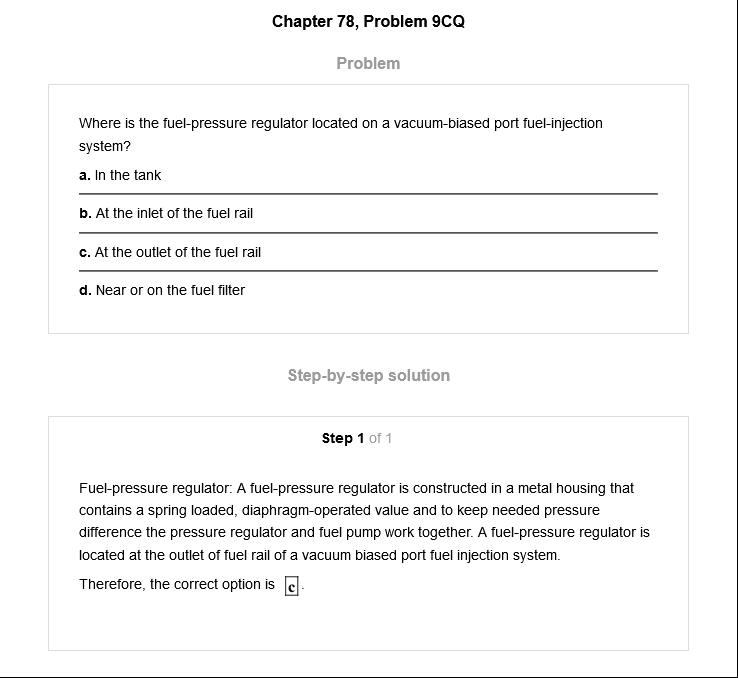 Chapter 78, Problem 9CQ
Problem
Where is the fuel-pressure regulator located on a vacuum-biased port fuel-injection
system?
a. In the tank
b. At the inlet of the fuel rail
c. At the outlet of the fuel rail
d. Near or on the fuel filter
Step-by-step solution
Step 1 of 1
Fuel-pressure regulator: A fuel-pressure regulator is constructed in a metal housing that
contains a spring loaded, diaphragm-operated value and to keep needed pressure
difference the pressure regulator and fuel pump work together. A fuel-pressure regulator is
located at the outlet of fuel rail of a vacuum biased port fuel injection system.
Therefore, the correct option is c.